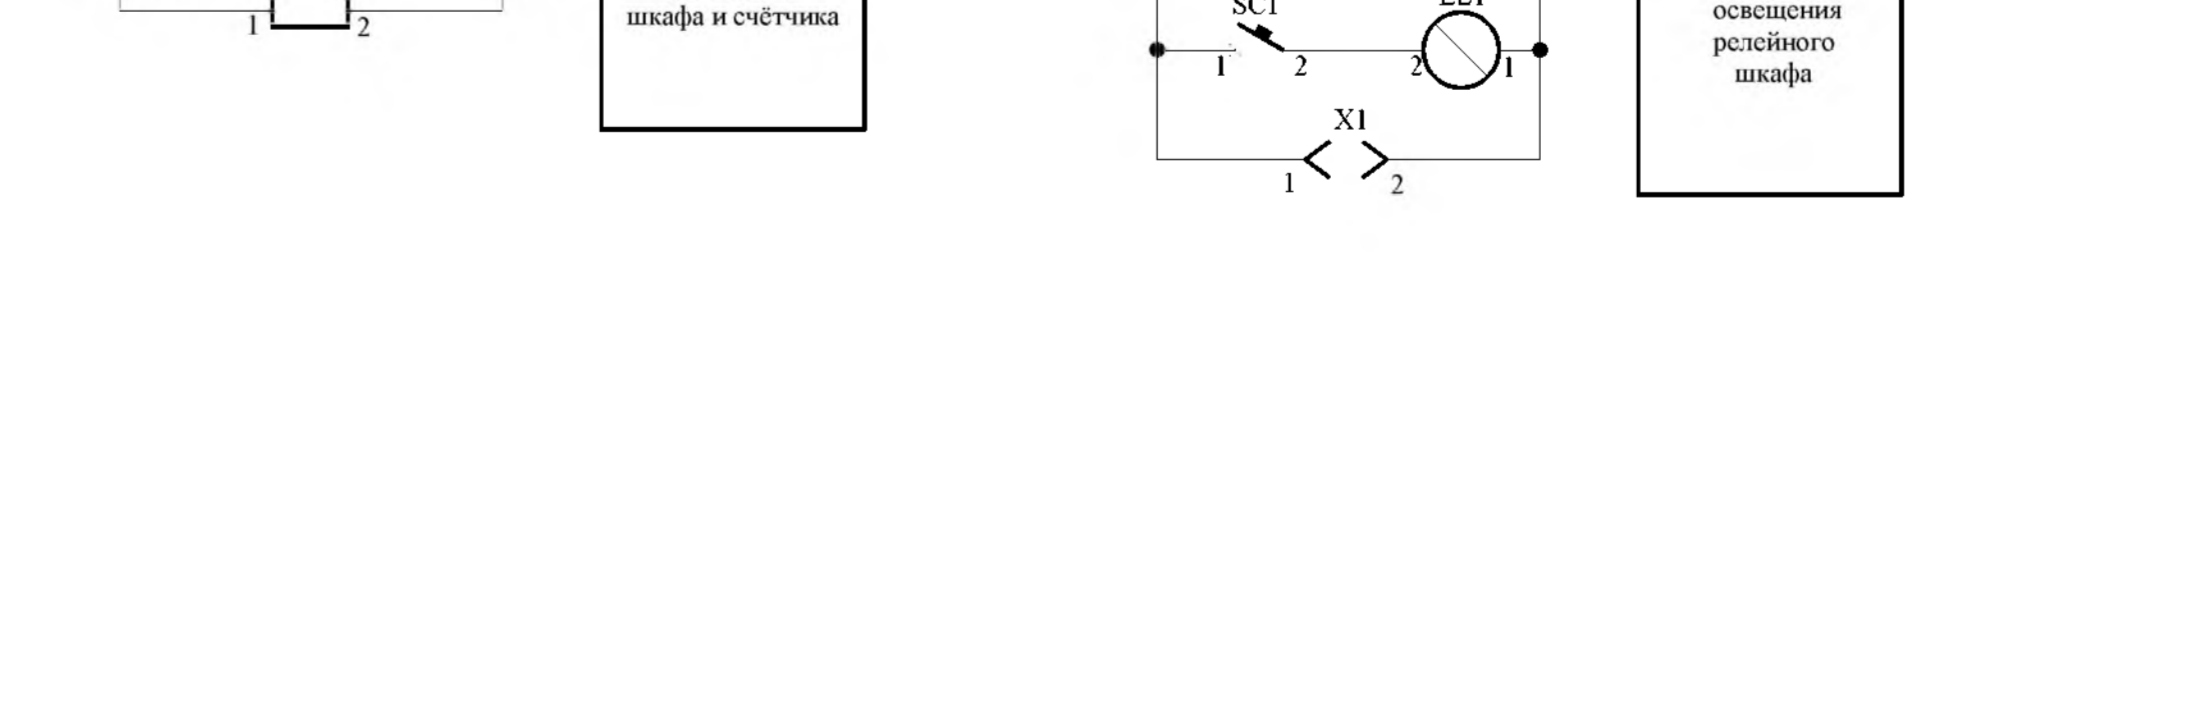 1 2
шкафа и счётчика
SC1
1 2 2 1
X1
1 2
освещения
релейного
шкафа